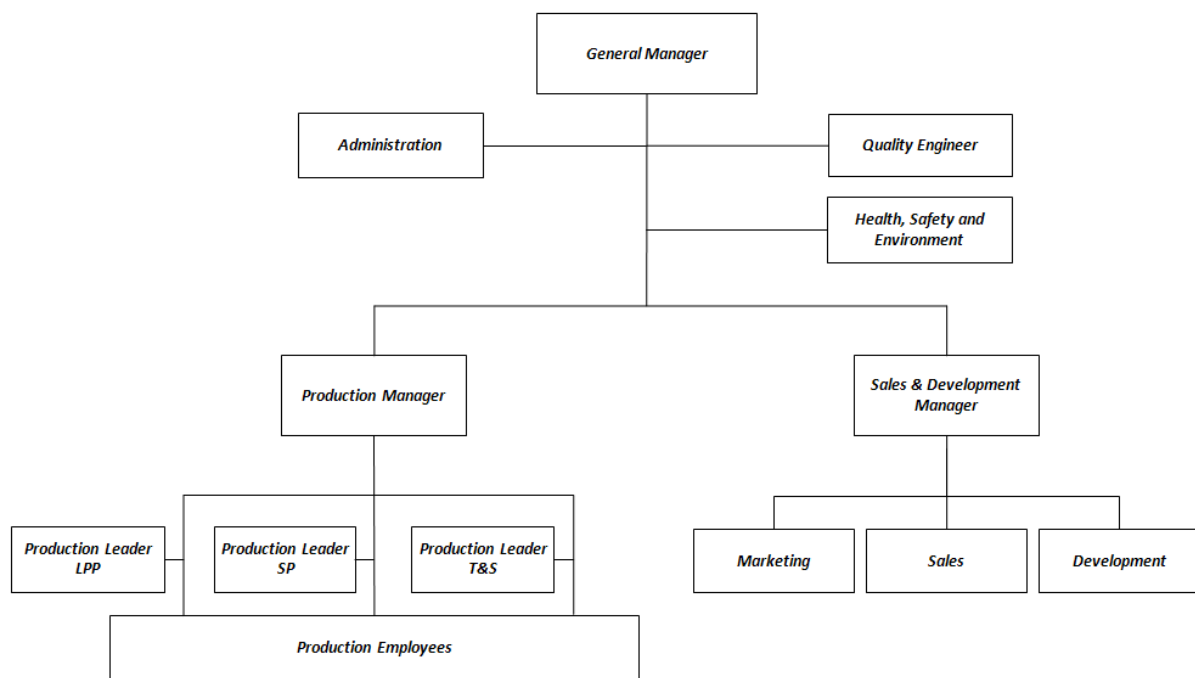 General Manager
Administration
Quality Engineer
Health, Safety and
Environment
Production Manager
Sales & Development
Manager
Production Leader
LPP
Production Leader
SP
Production Leader
T&S
Marketing
Sales
Development
Production Employees